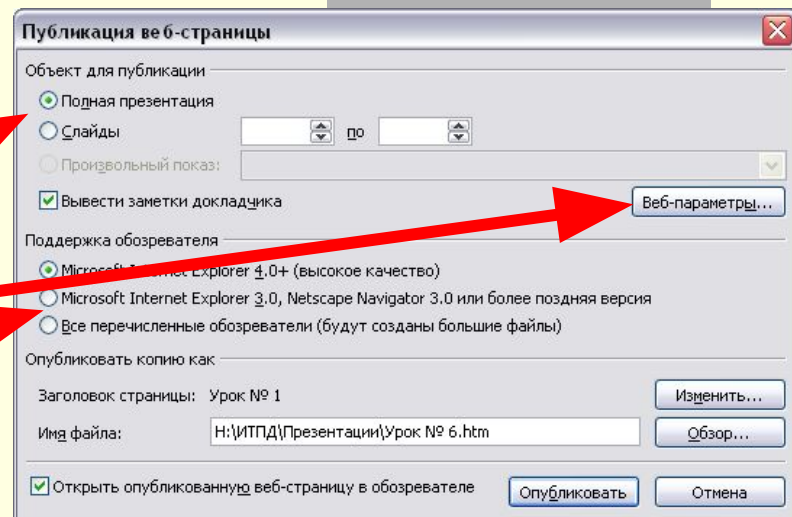 Публикация веб-страницы
Объект для публикации
Полная презентация
Слайды по
Произвольный показ:
Вывести заметки докладчика Веб-параметры...
Поддержка обозревателя
Microsoft Internet Explorer 4.0+ (высокое качество)
Microsoft Internet Explorer 3.0, Netscape Navigator 3.0 или более поздняя версия
Все перечисленные обозреватели (будут созданы большие файлы)
Опубликовать копию как
Заголовок страницы: Урок № 1 Изменить...
Имя файла: H:\ИТПД\Презентации\Урок № 6.htm Обзор...
Открыть опубликованную веб-страницу в обозревателе Опубликовать Отмена